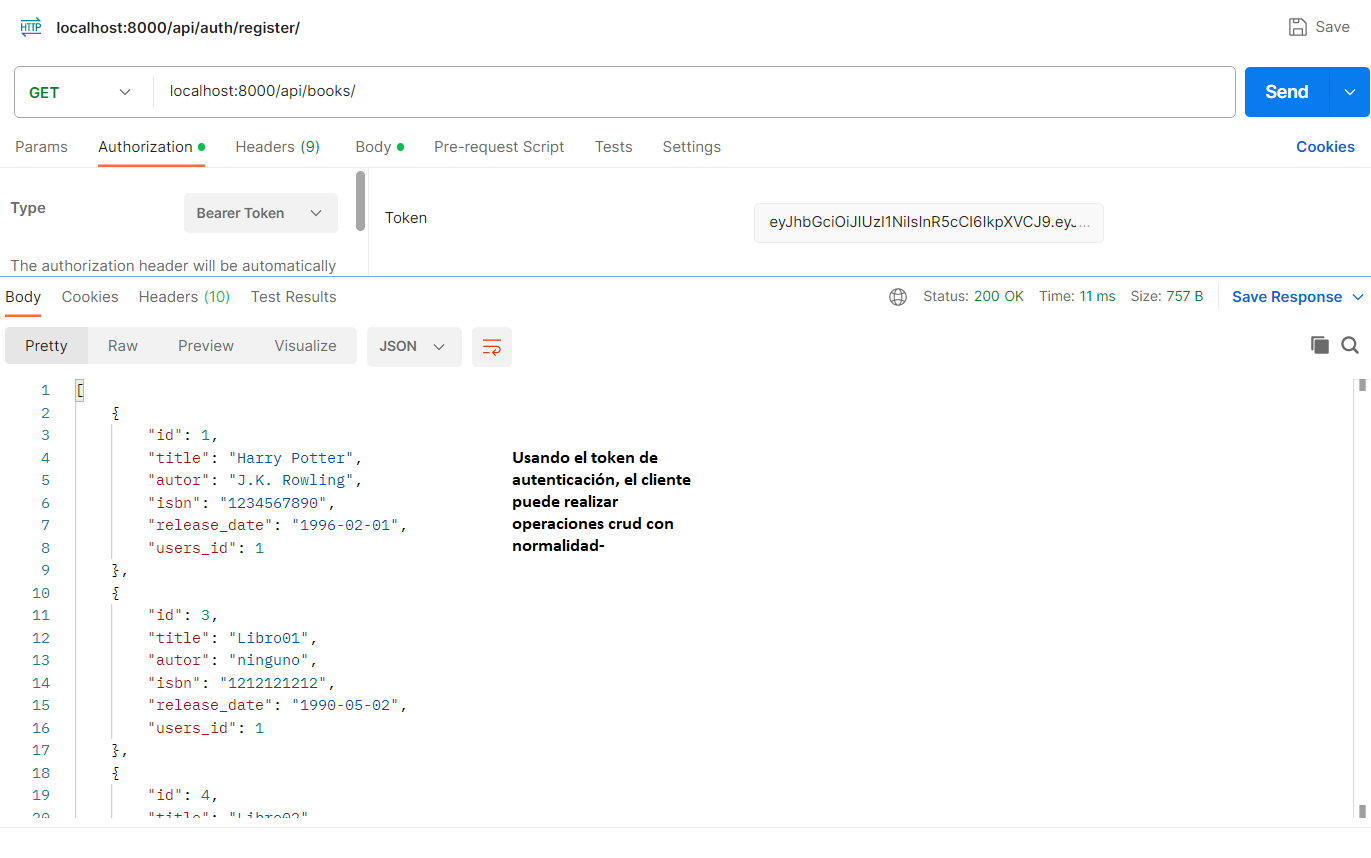 HTTP localhost:8000/api/auth/register/ Save
GET localhost:8000/api/books/ Send
Params Authorization Headers (9) Body Pre-request Script Tests Settings Cookies
Type Bearer Token Token eyJhbGciOiJIUzI1NiIsInR5cCI6IkpXVCJ9.eyJ...
The authorization header will be automatically
Body Cookies Headers (10) Test Results Status: 200 OK Time: 11 ms Size: 757 B Save Response
Pretty Raw Preview Visualize JSON
1 [
2 {
3 "id": 1,
4 "title": "Harry Potter",
5 "autor": "J.K. Rowling",
6 "isbn": "1234567890",
7 "release_date": "1996-02-01",
8 "users_id": 1
9 },
10 {
11 "id": 3,
12 "title": "Libro01",
13 "autor": "ninguno",
14 "isbn": "1212121212",
15 "release_date": "1990-05-02",
16 "users_id": 1
17 },
18 {
19 "id": 4,
20 "title": "Libro02"
Usando el token de
autenticación, el cliente
puede realizar
operaciones crud con
normalidad-